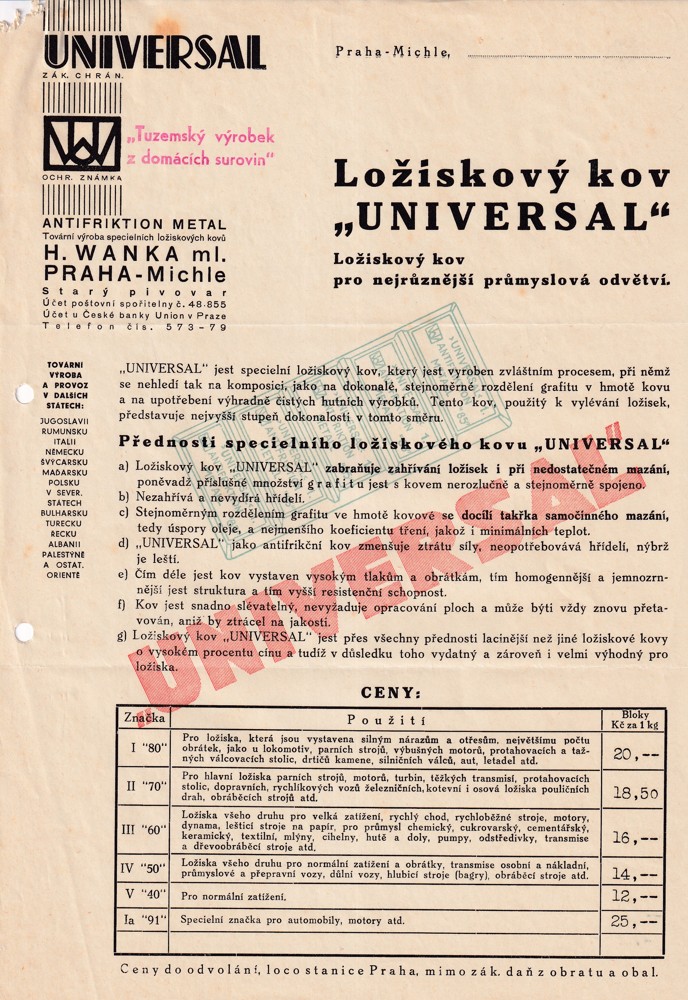 UNIVERSAL
ZÁK. CHRÁN.
W
OCHR. ZNÁMKA
„Tuzemský výrobek
z domácích surovin“
ANTIFRIKTION METAL
Tovární výroba specielních ložiskových kovů
H. WANKA ml.
PRAHA-Michle
Starý pivovar
Účet poštovní spořitelny č. 48.855
Účet u České banky Union v Praze
Telefon čís. 573-79
Praha-Michle,
Ložiskový kov
„UNIVERSAL“
Ložiskový kov
pro nejrůznější průmyslová odvětví.
TOVÁRNÍ
VÝROBA
A PROVOZ
V DALŠÍCH
STÁTECH:
JUGOSLAVII
RUMUNSKU
ITALII
NĚMECKU
ŠVÝCARSKU
MAĎARSKU
POLSKU
V SEVER.
STÁTECH
BULHARSKU
TURECKU
ŘECKU
ALBANII
PALESTÝNĚ
A OSTAT.
ORIENTĚ
„UNIVERSAL“ jest specielní ložiskový kov, který jest vyroben zvláštním procesem, při němž
se nehledí tak na komposici, jako na dokonalé, stejnoměrné rozdělení grafitu v hmotě kovu
a na upotřebení výhradně čistých hutních výrobků. Tento kov, použitý k vylévání ložisek,
představuje nejvyšší stupeň dokonalosti v tomto směru.
Přednosti specielního ložiskového kovu „UNIVERSAL“
a) Ložiskový kov „UNIVERSAL“ zabraňuje zahřívání ložisek i při nedostatečném mazání,
poněvadž příslušné množství grafitu jest s kovem nerozlučně a stejnoměrně spojeno.
b) Nezahřívá a nevydírá hřídelí.
c) Stejnoměrným rozdělením grafitu ve hmotě kovové se docílí takřka samočinného mazání,
tedy úspory oleje, a nejmenšího koeficientu tření, jakož i minimálních teplot.
d) „UNIVERSAL“ jako antifrikční kov zmenšuje ztrátu síly, neopotřebovává hřídelí, nýbrž
je leští.
e) Čím déle jest kov vystaven vysokým tlakům a obrátkám, tím homogennější a jemnozrn-
nější jest struktura a tím vyšší resistenční schopnost.
f) Kov jest snadno slévatelný, nevyžaduje opracování ploch a může býti vždy znovu přeta-
vován, aniž by ztrácel na jakosti.
g) Ložiskový kov „UNIVERSAL“ jest přes všechny přednosti lacinější než jiné ložiskové kovy
o vysokém procentu cínu a tudíž v důsledku toho vydatný a zároveň i velmi výhodný pro
ložiska.
„UNIVERSAL“
CENY:
Značka Použití Bloky Kč za 1 kg
I "80" Pro ložiska, která jsou vystavena silným nárazům a otřesům, největšímu počtu
obrátek, jako u lokomotiv, parních strojů, výbušných motorů, protahovacích a taž-
ných válcovacích stolic, drtičů kamene, silničních válců, aut, letadel atd. 20,--
II "70" Pro hlavní ložiska parních strojů, motorů, turbin, těžkých transmisí, protahovacích
stolic, dopravních, rychlíkových vozů železničních, kotevní i osová ložiska pouličních
drah, obráběcích strojů atd. 18,50
III "60" Ložiska všeho druhu pro velká zatížení, rychlý chod, rychloběžné stroje, motory,
dynama, leštící stroje na papír, pro průmysl chemický, cukrovarský, cementářský,
keramický, textilní, mlýny, cihelny, hutě a doly, pumpy, odstředivky, transmise
a dřevoobráběcí stroje atd. 16,--
IV "50" Ložiska všeho druhu pro normální zatížení a obrátky, transmise osobní a nákladní,
průmyslové a přepravní vozy, důlní vozy, hlubicí stroje (bagry), obráběcí stroje atd. 14,--
V "40" Pro normální zatížení. 12,--
Ia "91" Specielní značka pro automobily, motory atd. 25,--
Ceny do odvolání, loco stanice Praha, mimo zák. daň z obratu a obal.